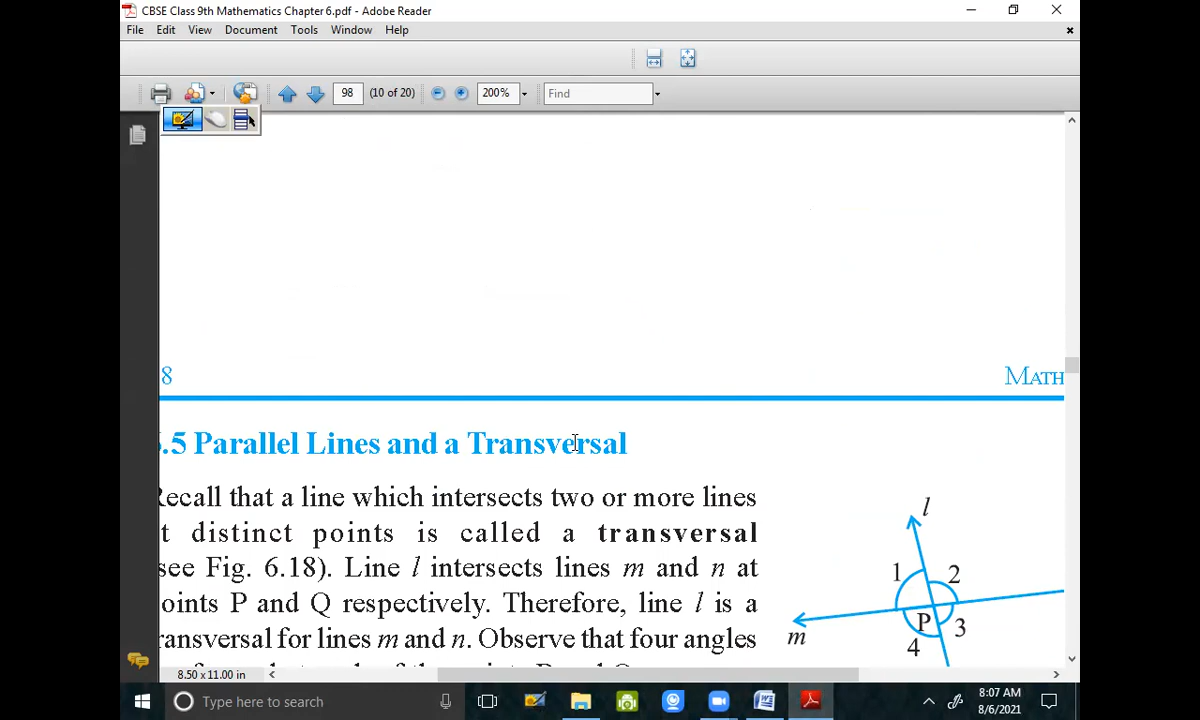 CBSE Class 9th Mathematics Chapter 6.pdf - Adobe Reader
File Edit View Document Tools Window Help
98 (10 of 20) 200% Find
8 MATH
.5 Parallel Lines and a Transversal
Recall that a line which intersects two or more lines
t distinct points is called a transversal
see Fig. 6.18). Line l intersects lines m and n at
oints P and Q respectively. Therefore, line l is a
ransversal for lines m and n. Observe that four angles
l
1 2
P 3
m
4
8.50 x 11.00 in
Type here to search
8:07 AM
8/6/2021